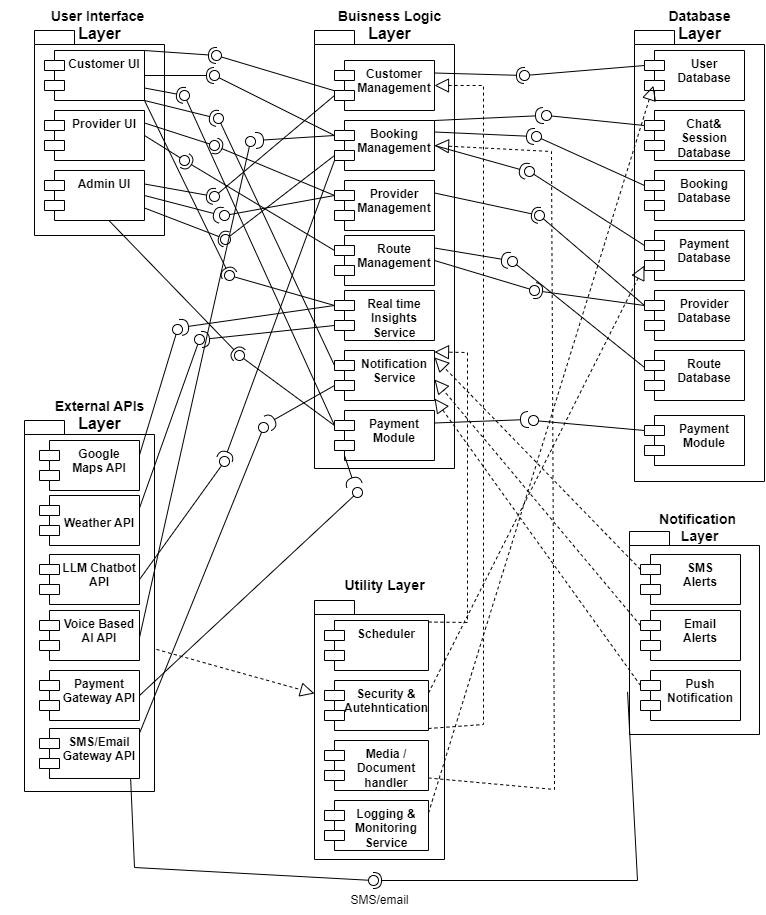 User Interface
Layer
Customer UI
Provider UI
Admin UI
Buisness Logic
Layer
Customer
Management
Booking
Management
Provider
Management
Route
Management
Real time
Insights
Service
Notification
Service
Payment
Module
Database
Layer
User
Database
Chat&
Session
Database
Booking
Database
Payment
Database
Provider
Database
Route
Database
Payment
Module
External APIs
Layer
Google
Maps API
Weather API
LLM Chatbot
API
Voice Based
AI API
Payment
Gateway API
SMS/Email
Gateway API
Utility Layer
Scheduler
Security &
Autehntication
Media /
Document
handler
Logging &
Monitoring
Service
Notification
Layer
SMS
Alerts
Email
Alerts
Push
Notification
SMS/email